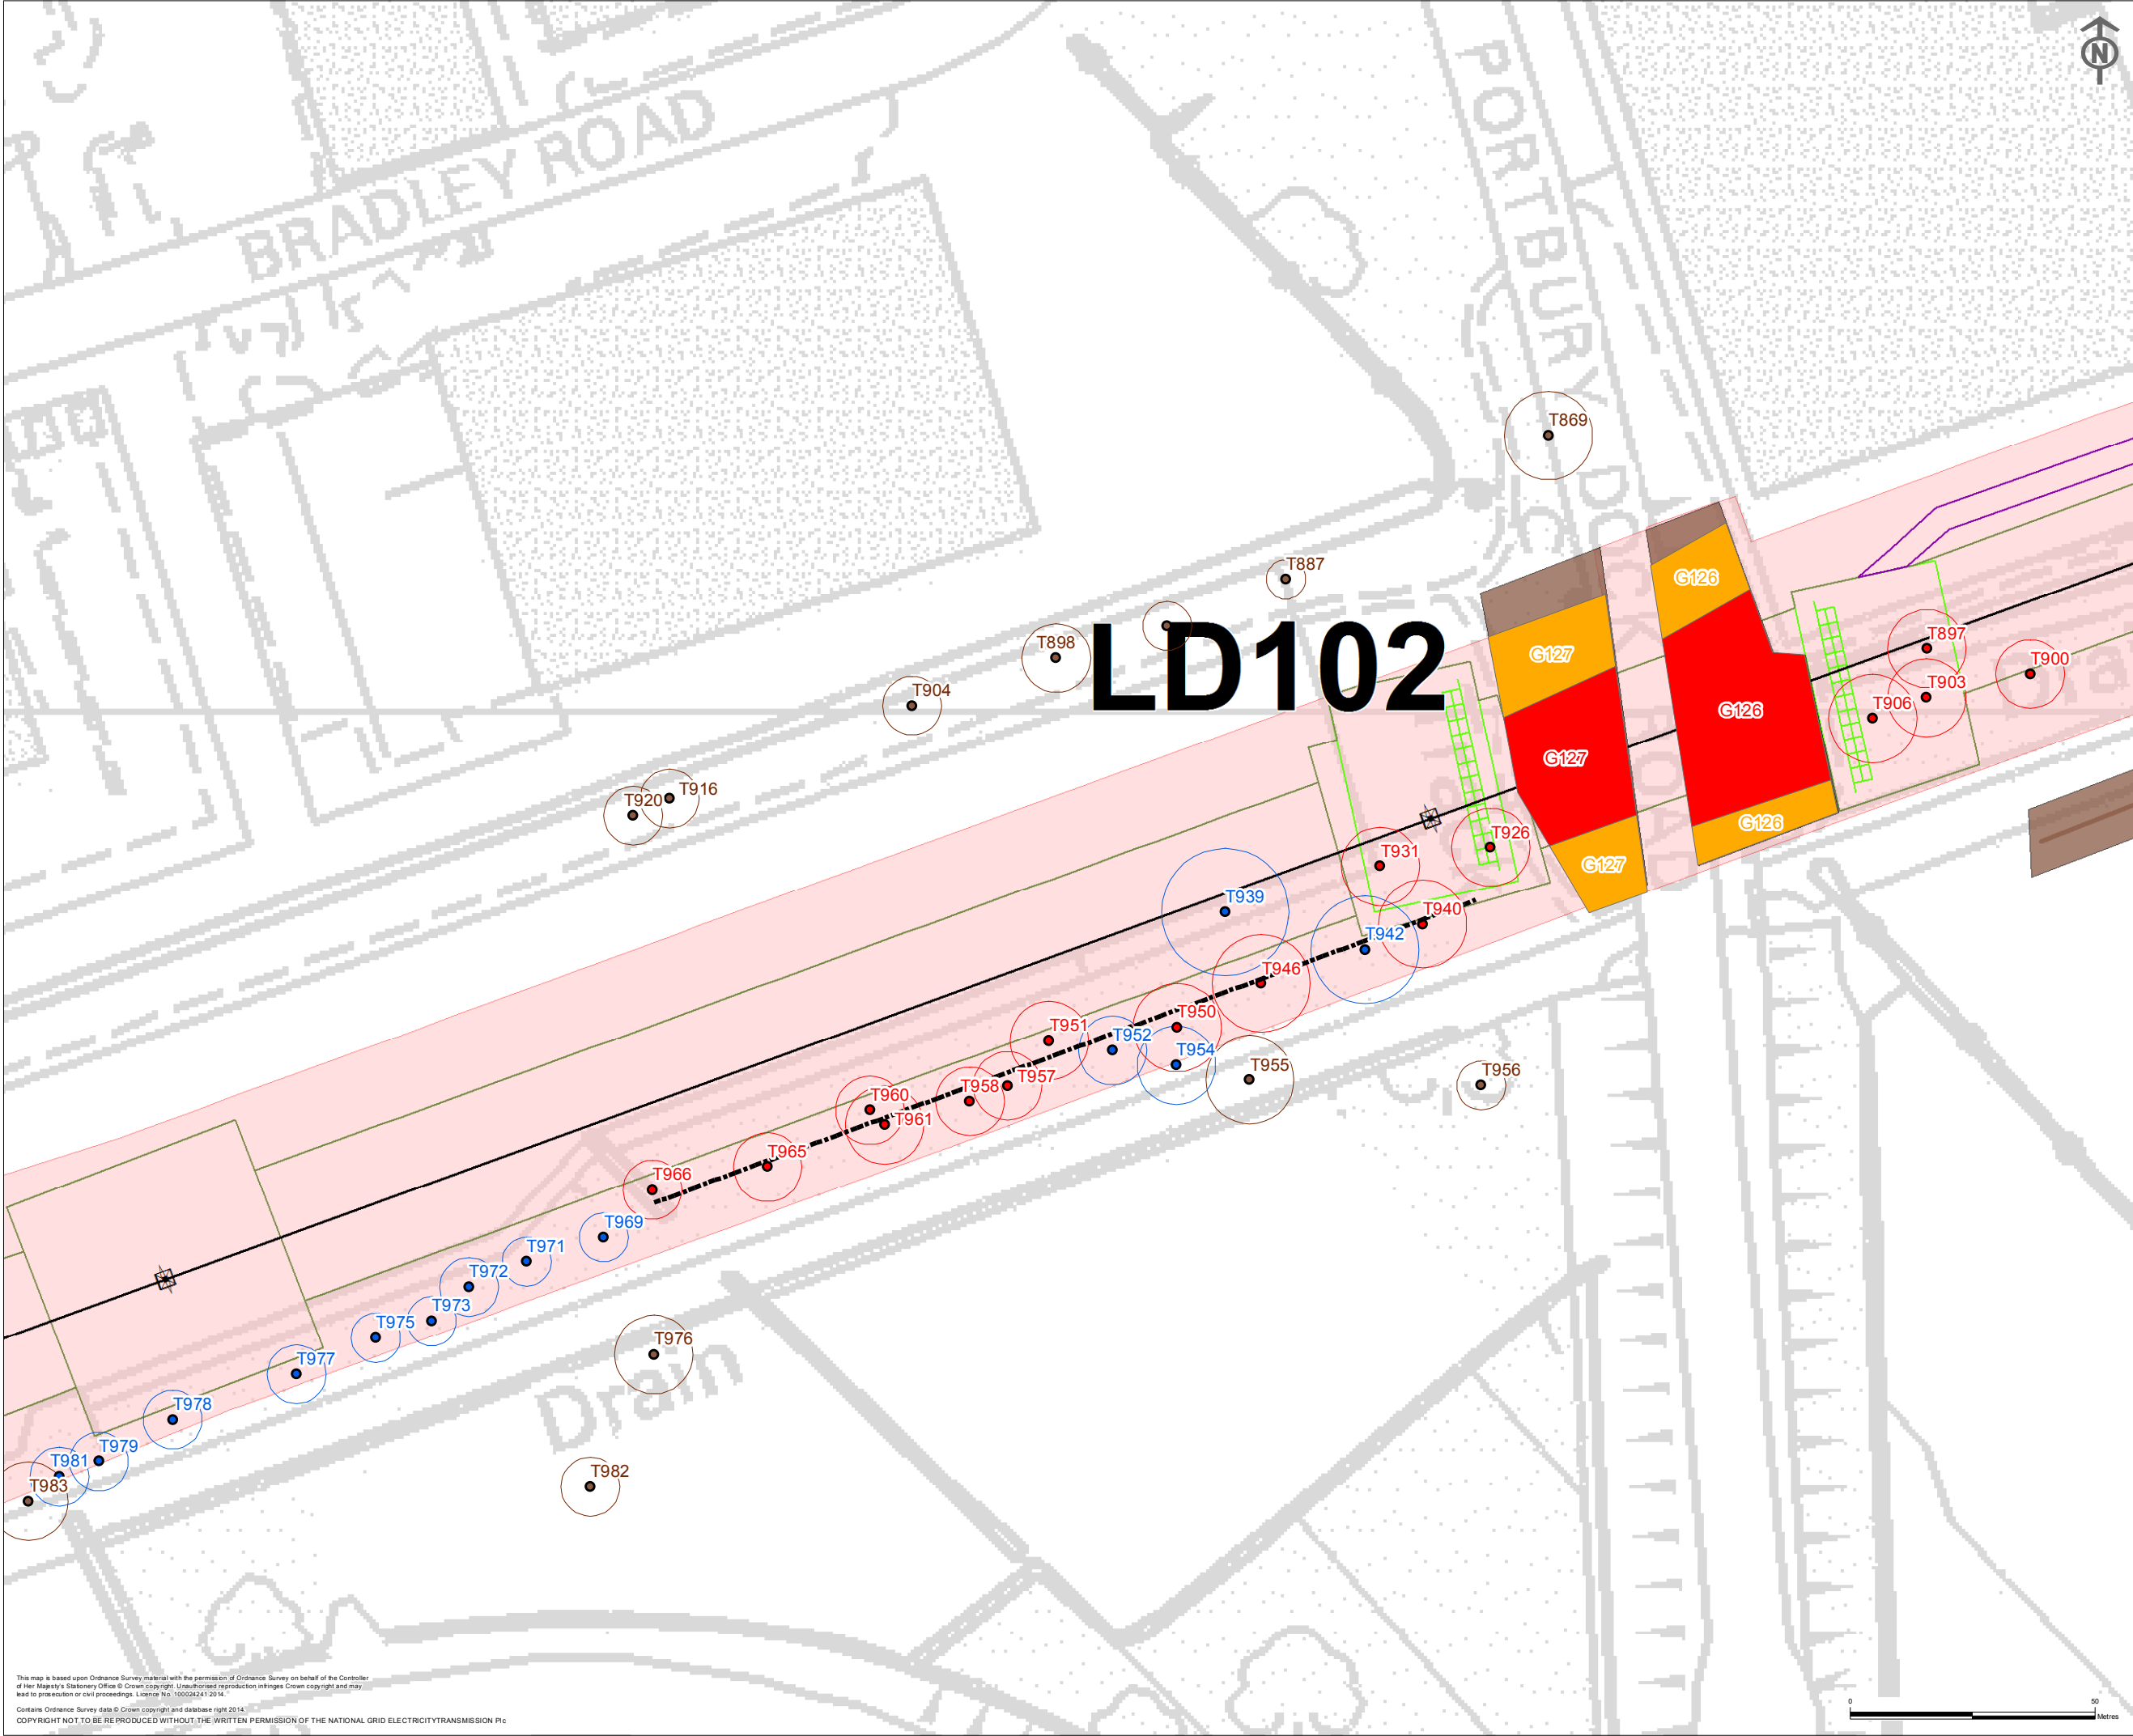 N
BRADLEY ROAD
PORTBURY DOCK ROAD
T869
T887
G126
LD102
T898
G127
T897
T900
T904
T903
T906
G126
G127
T916
T920
G126
T926
T931
G127
T939
T940
T942
T946
T950
T951
T952
T954
T955
T956
T957
T958
T960
T961
T965
T966
T969
T971
T972
T973
T975
T976
T977
Drain
T978
T979
T981
T982
T983
This map is based upon Ordnance Survey material with the permission of Ordnance Survey on behalf of the Controller
of Her Majesty's Stationery Office © Crown copyright. Unauthorised reproduction infringes Crown copyright and may
lead to prosecution or civil proceedings. Licence No. 100024241 2014.
Contains Ordnance Survey data © Crown copyright and database right 2014.
COPYRIGHT NOT TO BE REPRODUCED WITHOUT THE WRITTEN PERMISSION OF THE NATIONAL GRID ELECTRICITYTRANSMISSION Plc
0 50
Metres